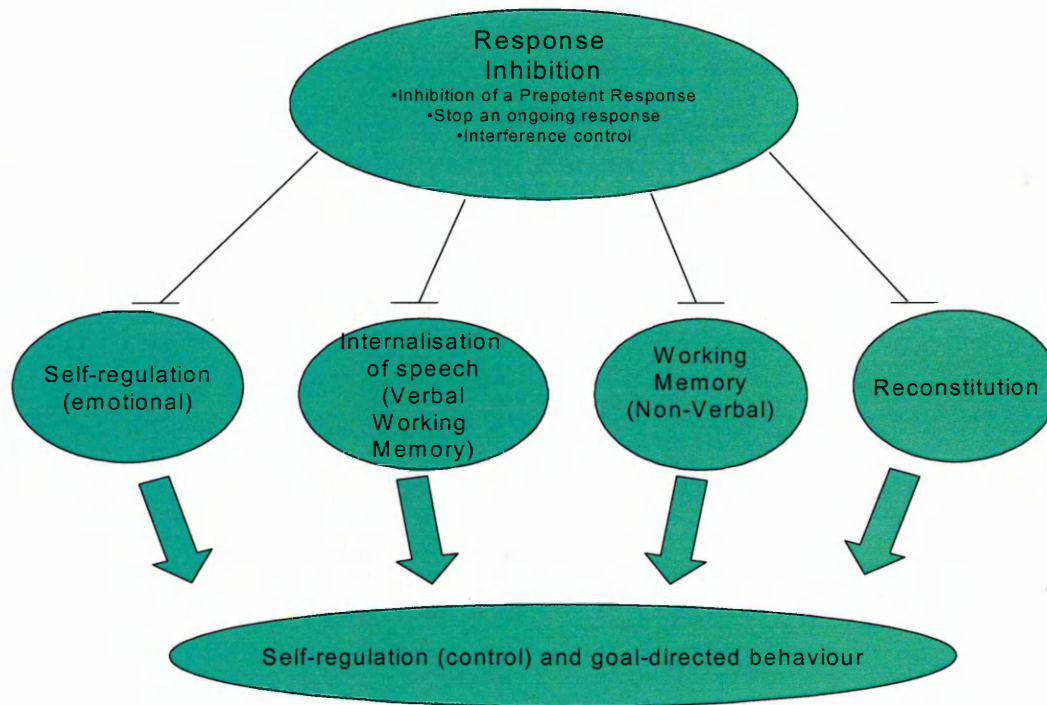 Response
Inhibition
•Inhibition of a Prepotent Response
•Stop an ongoing response
•Interference control
Self-regulation
(emotional)
Internalisation
of speech
(Verbal
Working
Memory)
Working
Memory
(Non-Verbal)
Reconstitution
Self-regulation (control) and goal-directed behaviour